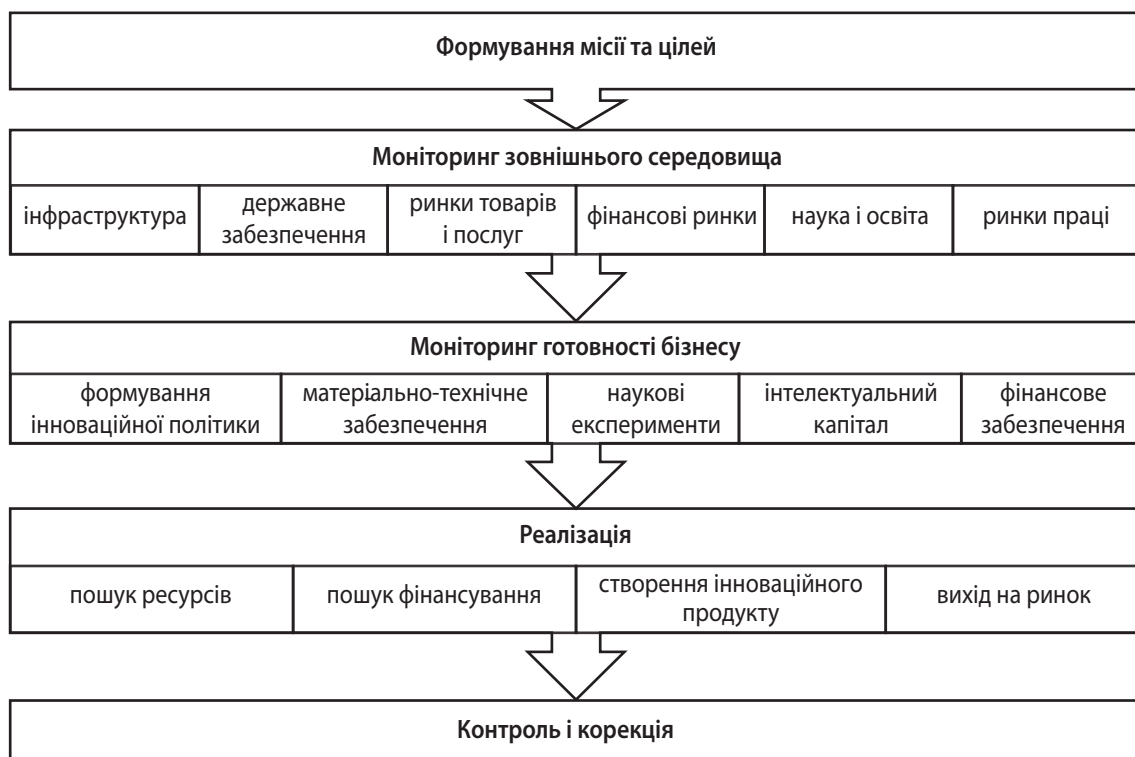 Формування місії та цілей
Моніторинг зовнішнього середовища
інфраструктура
державне
забезпечення
ринки товарів
і послуг
фінансові ринки
наука і освіта
ринки праці
Моніторинг готовності бізнесу
формування
інноваційної політики
матеріально-технічне
забезпечення
наукові
експерименти
інтелектуальний
капітал
фінансове
забезпечення
Реалізація
пошук ресурсів
пошук фінансування
створення інноваційного
продукту
вихід на ринок
Контроль і корекція